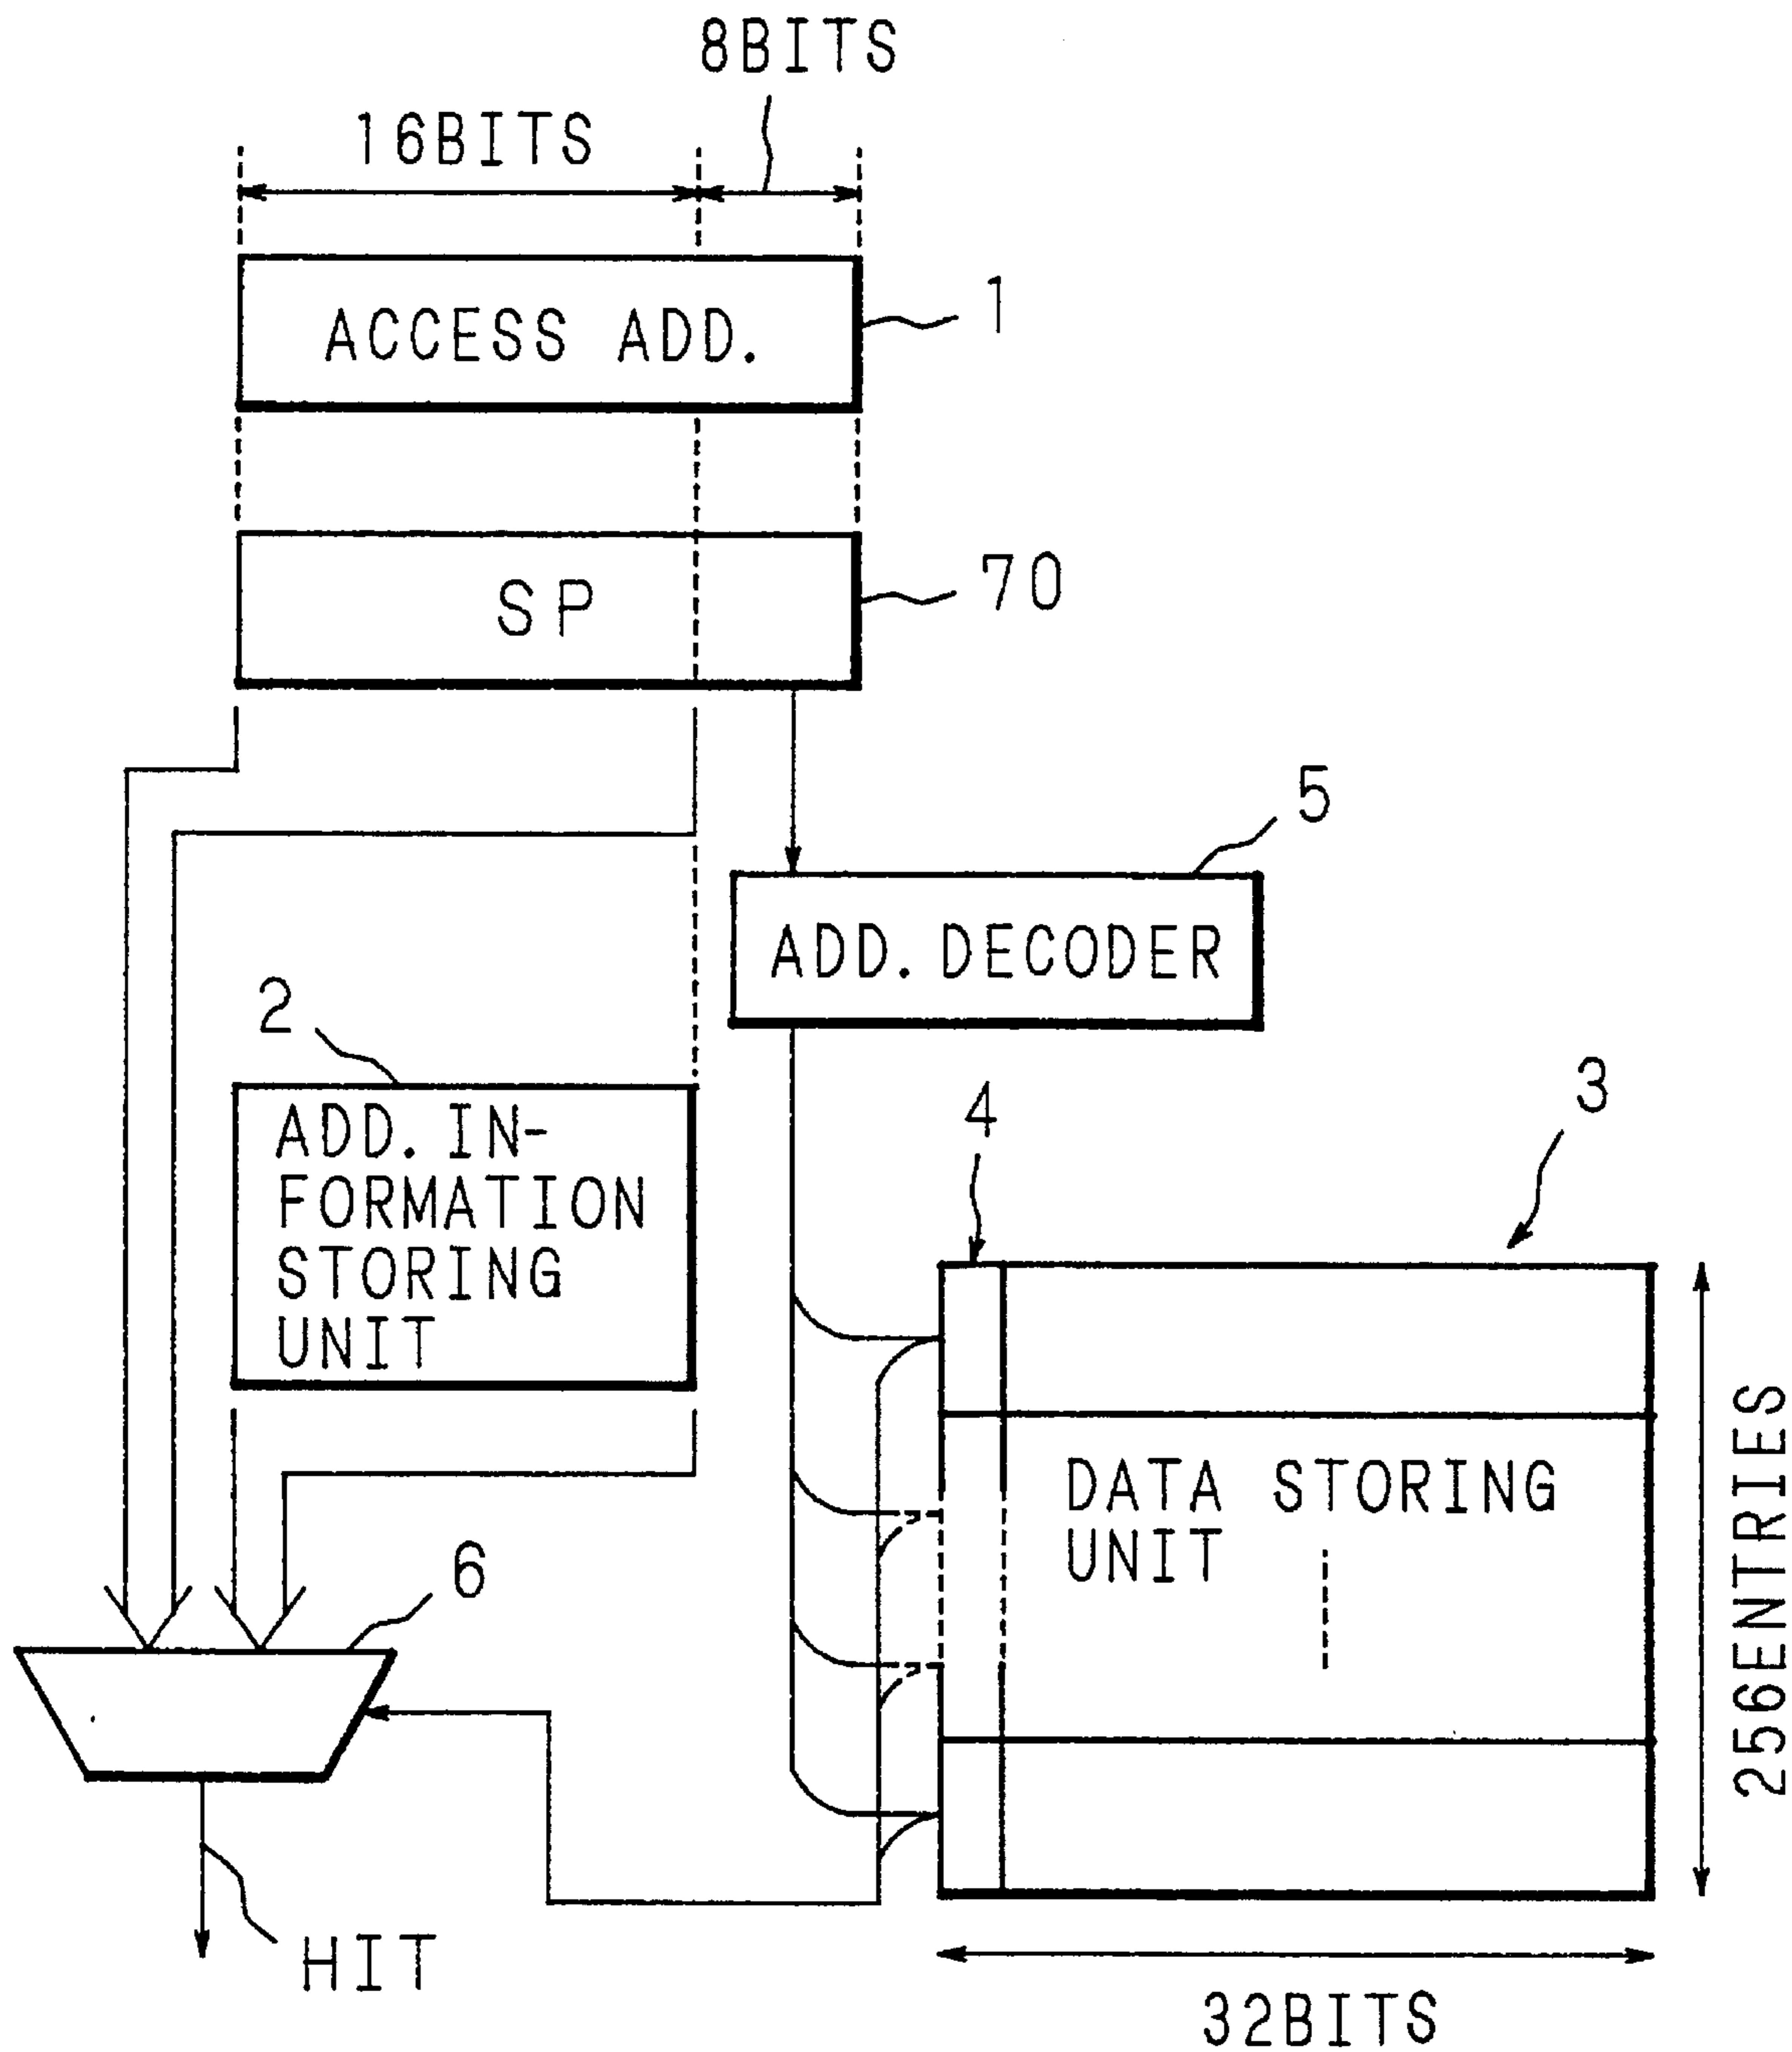 8BITS
16BITS
ACCESS ADD.
1
SP
70
5
ADD. DECODER
2
ADD. IN-
FORMATION
STORING
UNIT
4
3
DATA STORING
UNIT
256ENTRIES
6
HIT
32BITS